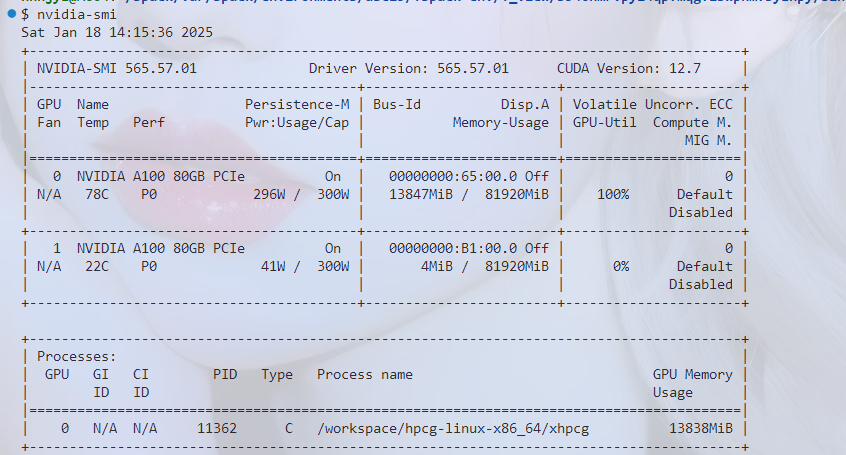 $ nvidia-smi
Sat Jan 18 14:15:36 2025
+-----------------------------------------------------------------------------------------+
| NVIDIA-SMI 565.57.01              Driver Version: 565.57.01      CUDA Version: 12.7     |
|-----------------------------------------+------------------------+----------------------+
| GPU  Name                 Persistence-M | Bus-Id          Disp.A | Volatile Uncorr. ECC |
| Fan  Temp   Perf          Pwr:Usage/Cap |           Memory-Usage | GPU-Util  Compute M. |
|                                         |                        |               MIG M. |
|=========================================+========================+======================|
|   0  NVIDIA A100 80GB PCIe          On  |   00000000:65:00.0 Off |                    0 |
| N/A   78C    P0            296W /  300W |   13847MiB /  81920MiB |    100%      Default |
|                                         |                        |             Disabled |
+-----------------------------------------+------------------------+----------------------+
|   1  NVIDIA A100 80GB PCIe          On  |   00000000:B1:00.0 Off |                    0 |
| N/A   22C    P0             41W /  300W |       4MiB /  81920MiB |      0%      Default |
|                                         |                        |             Disabled |
+-----------------------------------------+------------------------+----------------------+

+-----------------------------------------------------------------------------------------+
| Processes:                                                                              |
|  GPU   GI   CI        PID   Type   Process name                              GPU Memory |
|        ID   ID                                                               Usage      |
|=========================================================================================|
|    0   N/A  N/A     11362      C   /workspace/hpcg-linux-x86_64/xhpcg          13838MiB |
+-----------------------------------------------------------------------------------------+